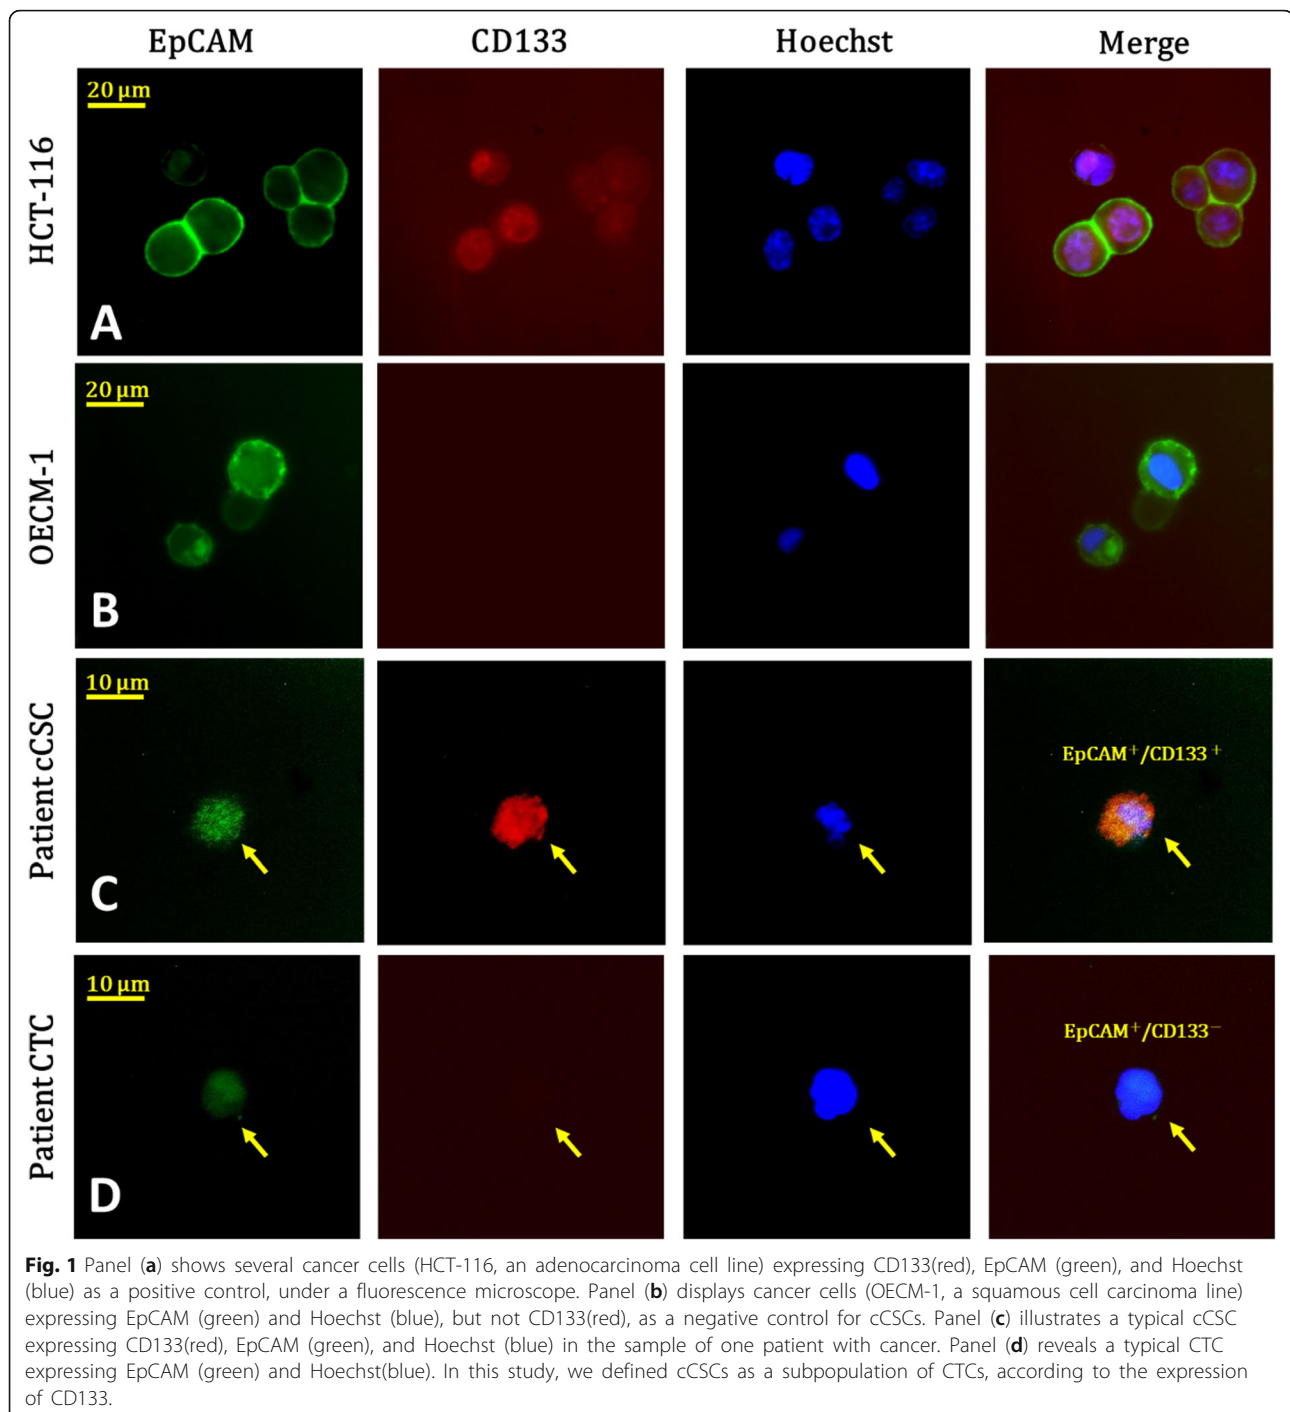 EpCAM CD133 Hoechst Merge
HCT-116
20 μm
A
OECM-1
20 μm
B
Patient cCSC
10 μm
EpCAM⁺/CD133⁺
C
Patient CTC
10 μm
EpCAM⁺/CD133⁻
D
Fig. 1 Panel (a) shows several cancer cells (HCT-116, an adenocarcinoma cell line) expressing CD133(red), EpCAM (green), and Hoechst
(blue) as a positive control, under a fluorescence microscope. Panel (b) displays cancer cells (OECM-1, a squamous cell carcinoma line)
expressing EpCAM (green) and Hoechst (blue), but not CD133(red), as a negative control for cCSCs. Panel (c) illustrates a typical cCSC
expressing CD133(red), EpCAM (green), and Hoechst (blue) in the sample of one patient with cancer. Panel (d) reveals a typical CTC
expressing EpCAM (green) and Hoechst(blue). In this study, we defined cCSCs as a subpopulation of CTCs, according to the expression
of CD133.